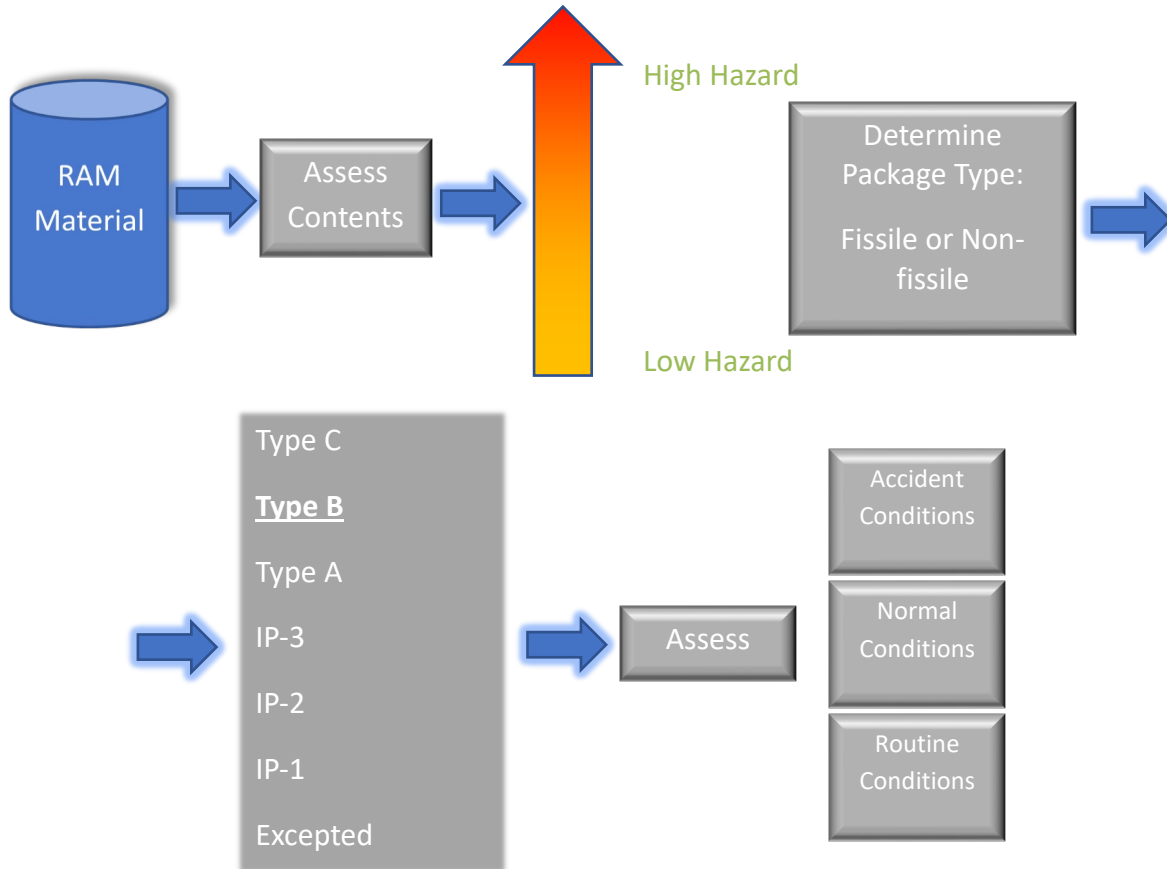 RAM
Material
Assess
Contents
High Hazard
Low Hazard
Determine
Package Type:
Fissile or Non-
fissile
Type C
Type B
Type A
IP-3
IP-2
IP-1
Excepted
Assess
Accident
Conditions
Normal
Conditions
Routine
Conditions